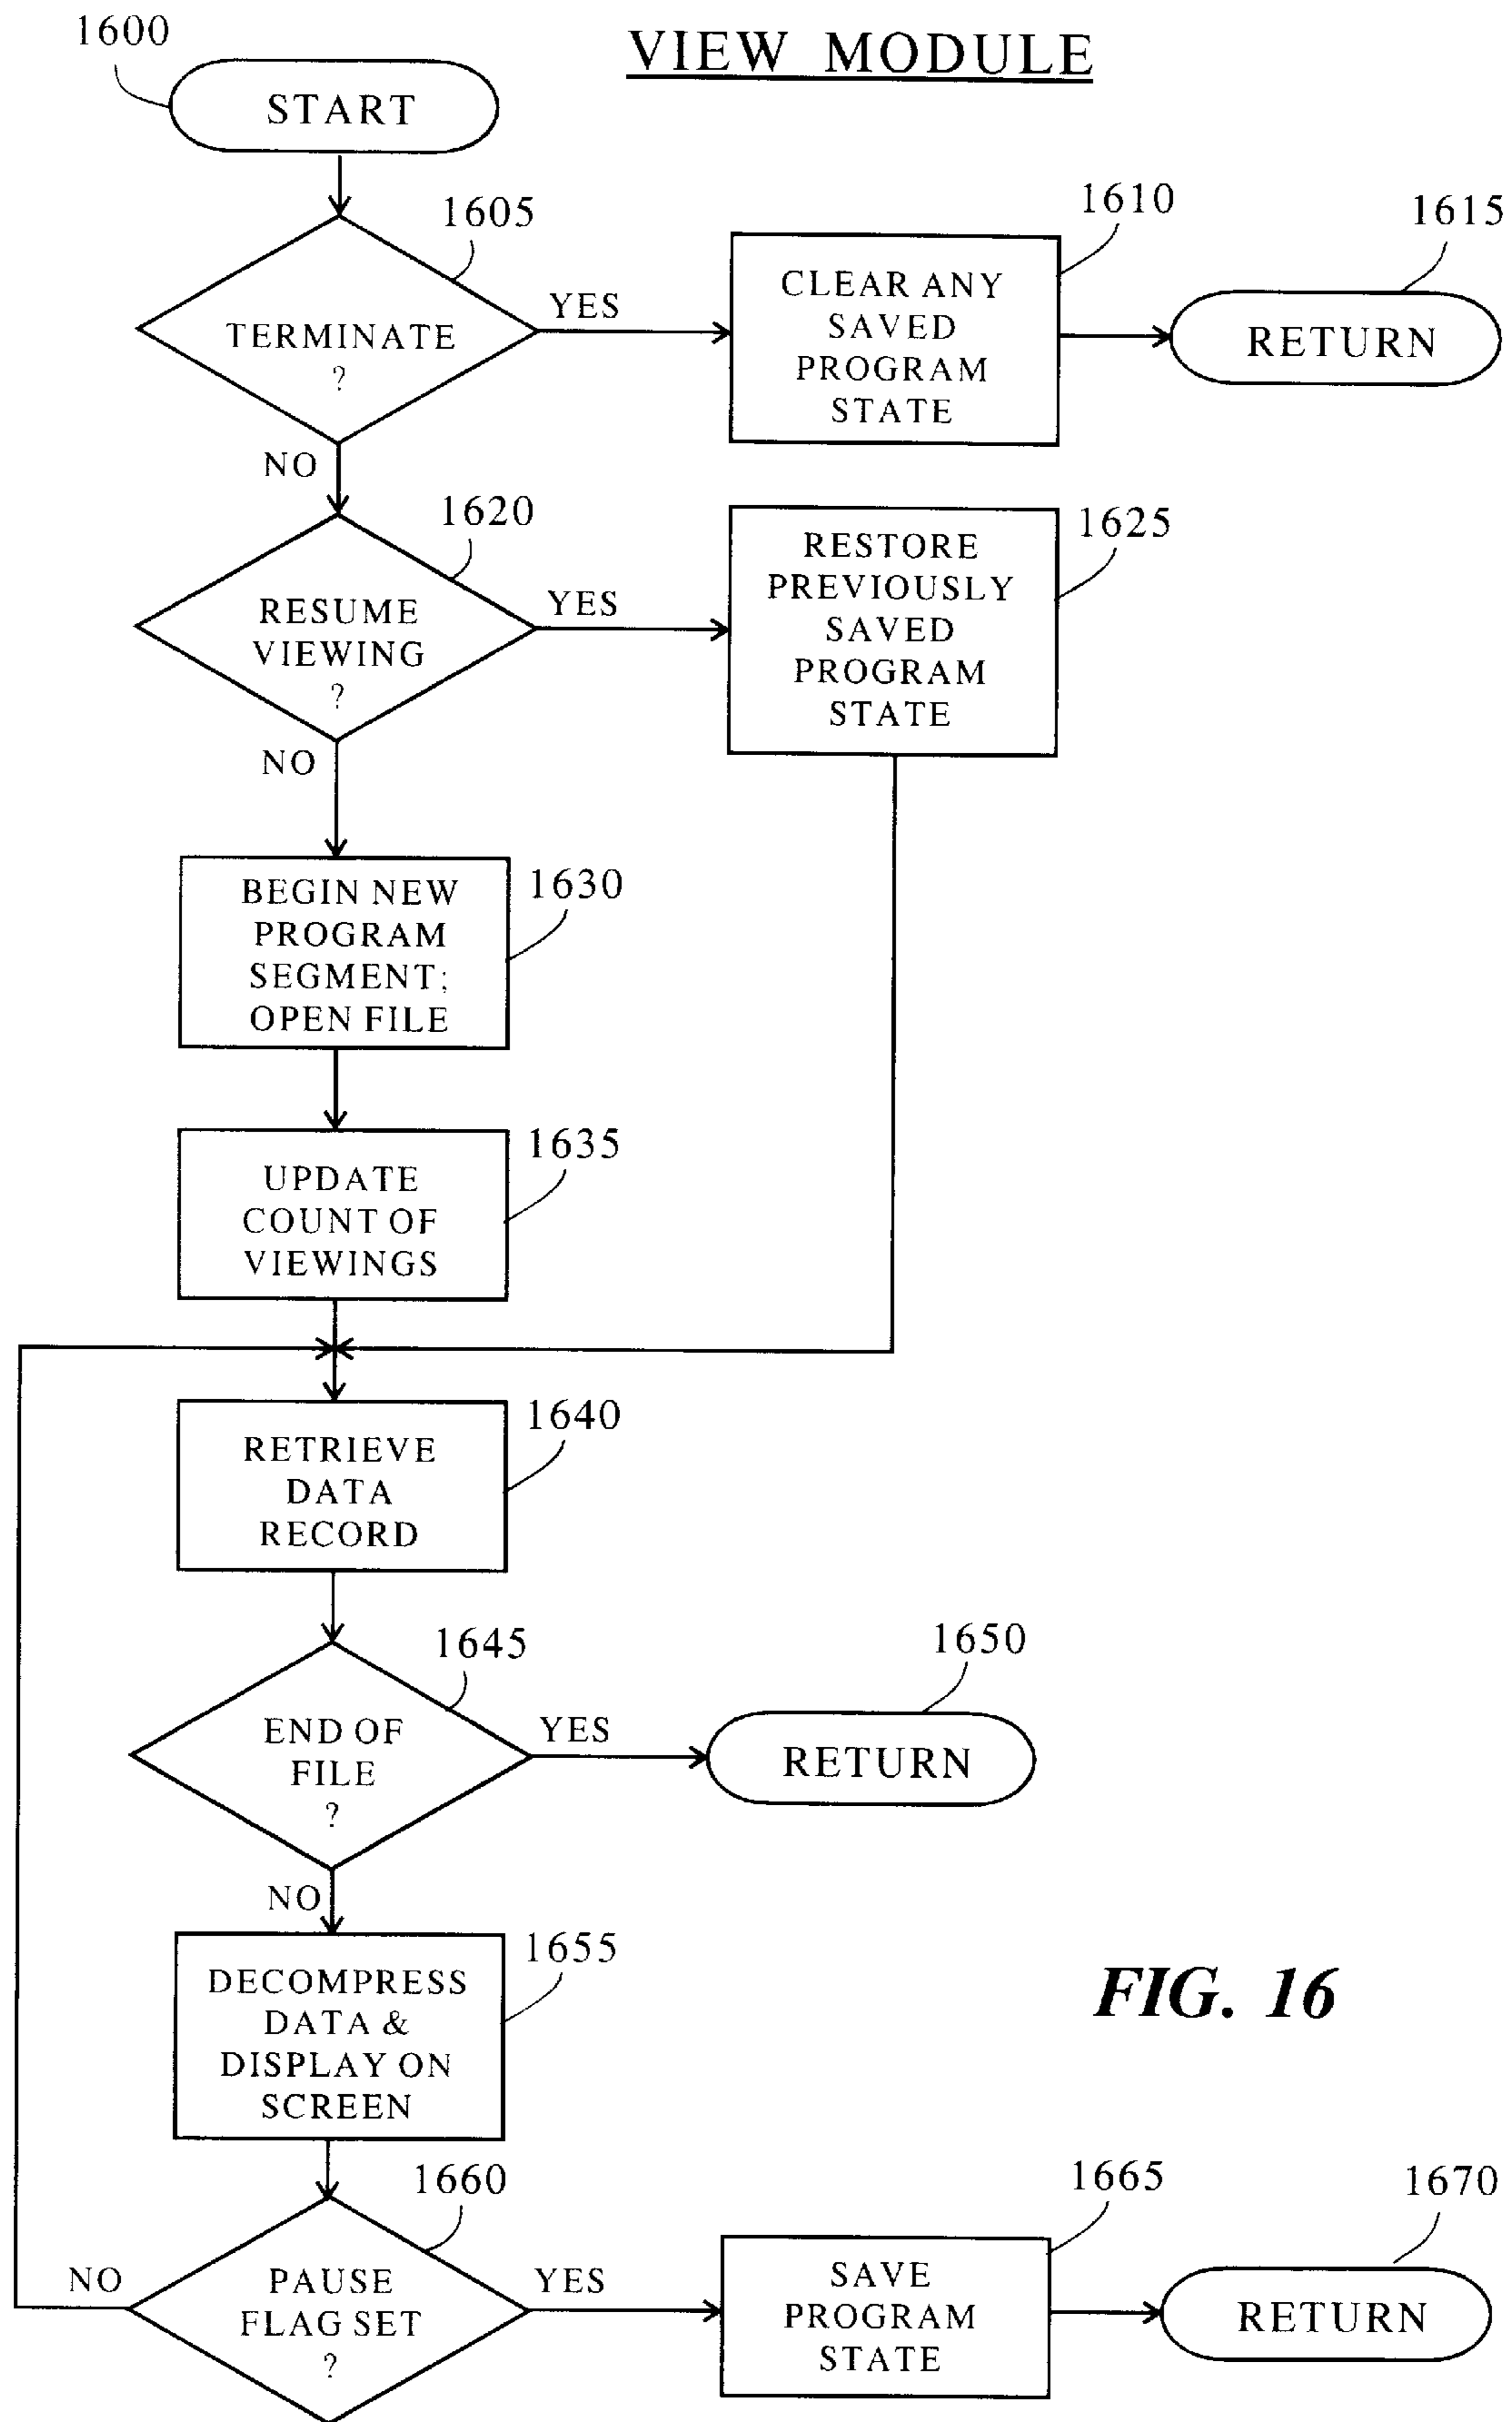 VIEW MODULE
1600
START
1605
TERMINATE
?
YES
NO
1610
CLEAR ANY
SAVED
PROGRAM
STATE
1615
RETURN
1620
RESUME
VIEWING
?
YES
NO
1625
RESTORE
PREVIOUSLY
SAVED
PROGRAM
STATE
1630
BEGIN NEW
PROGRAM
SEGMENT;
OPEN FILE
1635
UPDATE
COUNT OF
VIEWINGS
1640
RETRIEVE
DATA
RECORD
1645
END OF
FILE
?
YES
NO
1650
RETURN
1655
DECOMPRESS
DATA &
DISPLAY ON
SCREEN
FIG. 16
1660
PAUSE
FLAG SET
?
NO
YES
1665
SAVE
PROGRAM
STATE
1670
RETURN